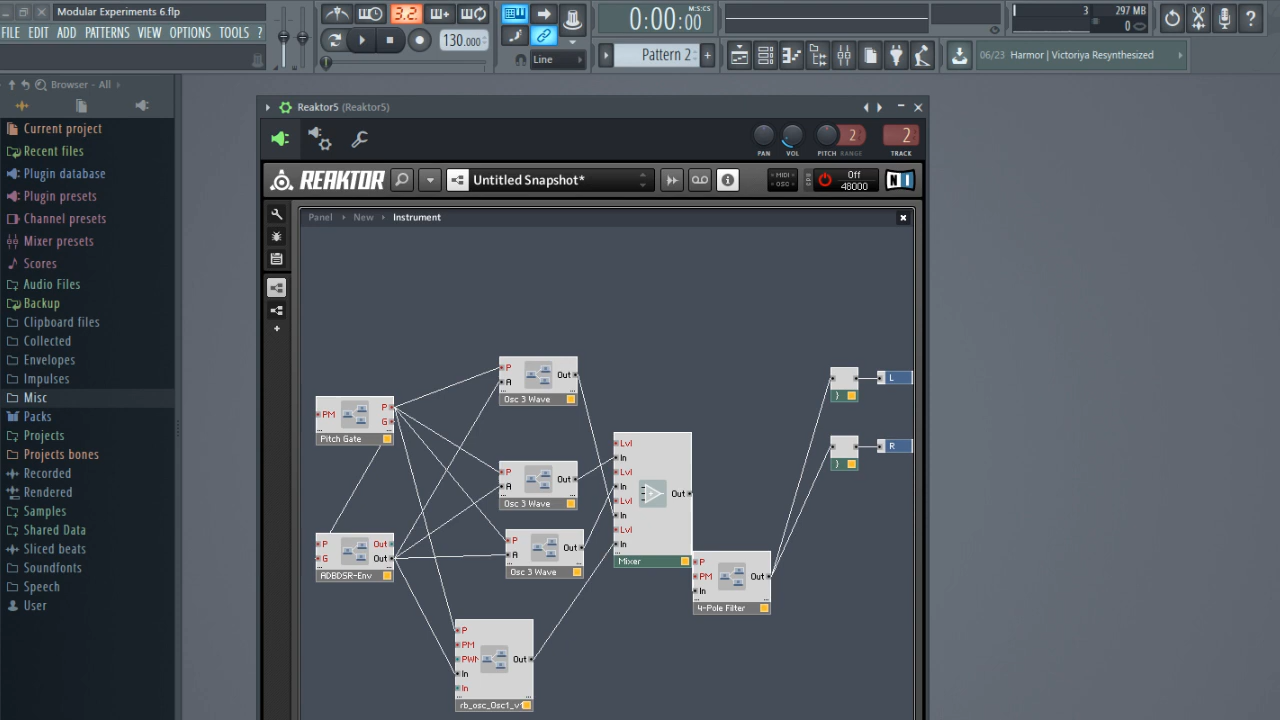 Modular Experiments 6.flp
FILE EDIT ADD PATTERNS VIEW OPTIONS TOOLS ?
3.2
130.000
Line
0:00:00
M:S:CS
Pattern 2
3
297 MB
0
06/23 Harmor | Victoriya Resynthesized
Browser - All
Current project
Recent files
Plugin database
Plugin presets
Channel presets
Mixer presets
Scores
Audio Files
Backup
Clipboard files
Collected
Envelopes
Impulses
Misc
Packs
Projects
Projects bones
Recorded
Rendered
Samples
Shared Data
Sliced beats
Soundfonts
Speech
User
Reaktor5 (Reaktor5)
2
2
PAN VOL PITCH RANGE TRACK
REAKTOR
Untitled Snapshot*
MIDI
OSC
CPU
Off
48000
NI
Panel New Instrument
PM P
G
Pitch Gate
P Out
G Out
ADBDSR-Env
P
A Out
Osc 3 Wave
P
A Out
Osc 3 Wave
P
A Out
Osc 3 Wave
P
PM
PWM
In
In
Out
rb_osc_Osc1_v1
Lvl
In
Lvl
In
Lvl
In
Lvl
In
Out
Mixer
P
PM
In
Out
4-Pole Filter
}
L
}
R